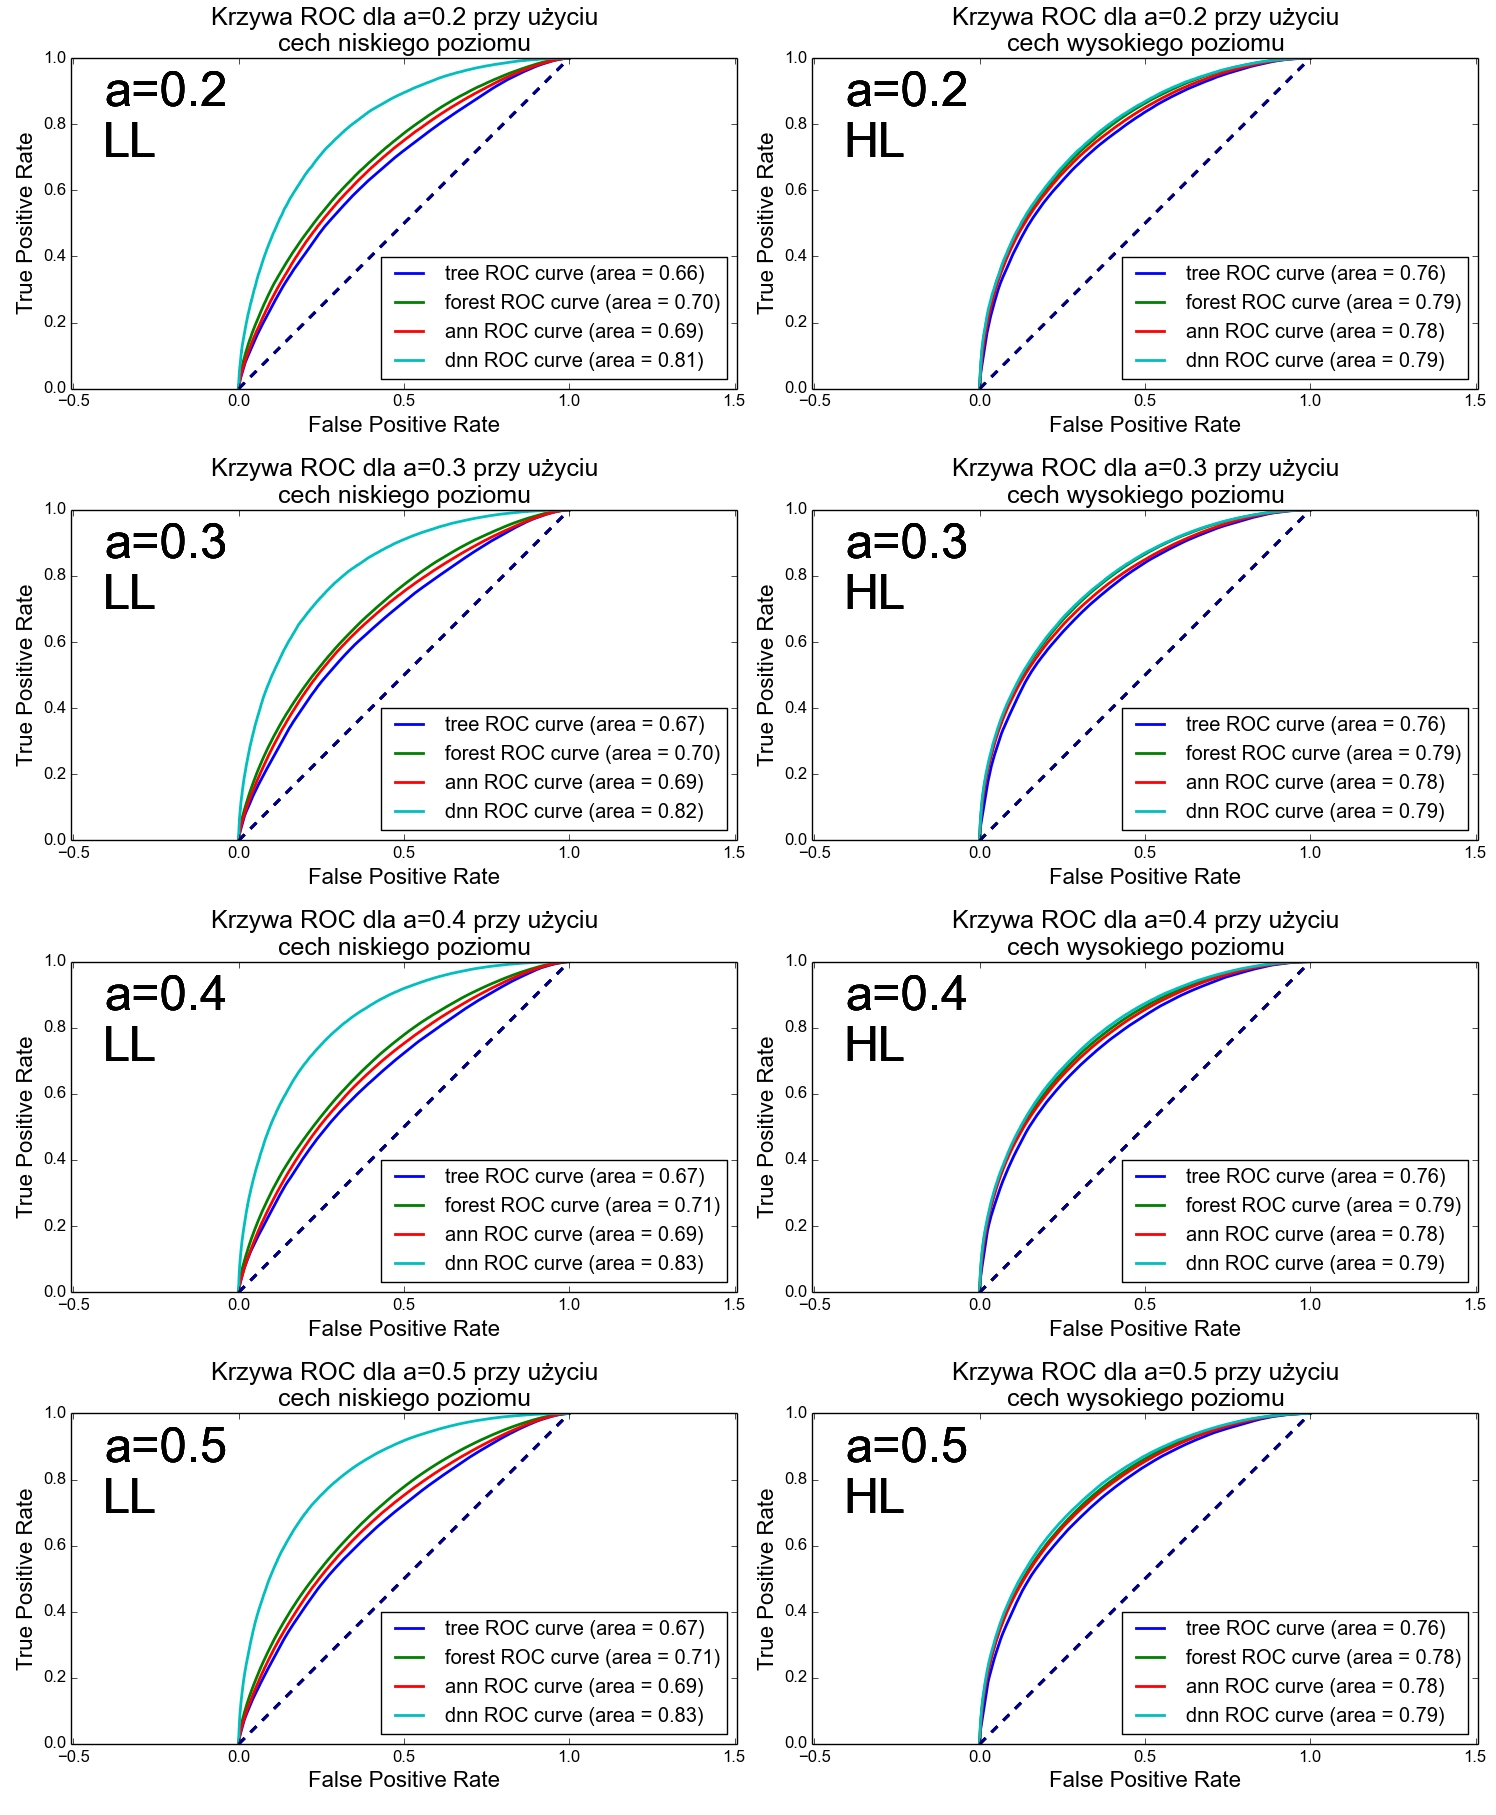 Krzywa ROC dla a=0.2 przy użyciu
cech niskiego poziomu
a=0.2
LL
True Positive Rate
1.0
0.8
0.6
0.4
0.2
0.0
tree ROC curve (area = 0.66)
forest ROC curve (area = 0.70)
ann ROC curve (area = 0.69)
dnn ROC curve (area = 0.81)
−0.5 0.0 0.5 1.0 1.5
False Positive Rate
Krzywa ROC dla a=0.2 przy użyciu
cech wysokiego poziomu
a=0.2
HL
True Positive Rate
1.0
0.8
0.6
0.4
0.2
0.0
tree ROC curve (area = 0.76)
forest ROC curve (area = 0.79)
ann ROC curve (area = 0.78)
dnn ROC curve (area = 0.79)
−0.5 0.0 0.5 1.0 1.5
False Positive Rate
Krzywa ROC dla a=0.3 przy użyciu
cech niskiego poziomu
a=0.3
LL
True Positive Rate
1.0
0.8
0.6
0.4
0.2
0.0
tree ROC curve (area = 0.67)
forest ROC curve (area = 0.70)
ann ROC curve (area = 0.69)
dnn ROC curve (area = 0.82)
−0.5 0.0 0.5 1.0 1.5
False Positive Rate
Krzywa ROC dla a=0.3 przy użyciu
cech wysokiego poziomu
a=0.3
HL
True Positive Rate
1.0
0.8
0.6
0.4
0.2
0.0
tree ROC curve (area = 0.76)
forest ROC curve (area = 0.79)
ann ROC curve (area = 0.78)
dnn ROC curve (area = 0.79)
−0.5 0.0 0.5 1.0 1.5
False Positive Rate
Krzywa ROC dla a=0.4 przy użyciu
cech niskiego poziomu
a=0.4
LL
True Positive Rate
1.0
0.8
0.6
0.4
0.2
0.0
tree ROC curve (area = 0.67)
forest ROC curve (area = 0.71)
ann ROC curve (area = 0.69)
dnn ROC curve (area = 0.83)
−0.5 0.0 0.5 1.0 1.5
False Positive Rate
Krzywa ROC dla a=0.4 przy użyciu
cech wysokiego poziomu
a=0.4
HL
True Positive Rate
1.0
0.8
0.6
0.4
0.2
0.0
tree ROC curve (area = 0.76)
forest ROC curve (area = 0.79)
ann ROC curve (area = 0.78)
dnn ROC curve (area = 0.79)
−0.5 0.0 0.5 1.0 1.5
False Positive Rate
Krzywa ROC dla a=0.5 przy użyciu
cech niskiego poziomu
a=0.5
LL
True Positive Rate
1.0
0.8
0.6
0.4
0.2
0.0
tree ROC curve (area = 0.67)
forest ROC curve (area = 0.71)
ann ROC curve (area = 0.69)
dnn ROC curve (area = 0.83)
−0.5 0.0 0.5 1.0 1.5
False Positive Rate
Krzywa ROC dla a=0.5 przy użyciu
cech wysokiego poziomu
a=0.5
HL
True Positive Rate
1.0
0.8
0.6
0.4
0.2
0.0
tree ROC curve (area = 0.76)
forest ROC curve (area = 0.78)
ann ROC curve (area = 0.78)
dnn ROC curve (area = 0.79)
−0.5 0.0 0.5 1.0 1.5
False Positive Rate